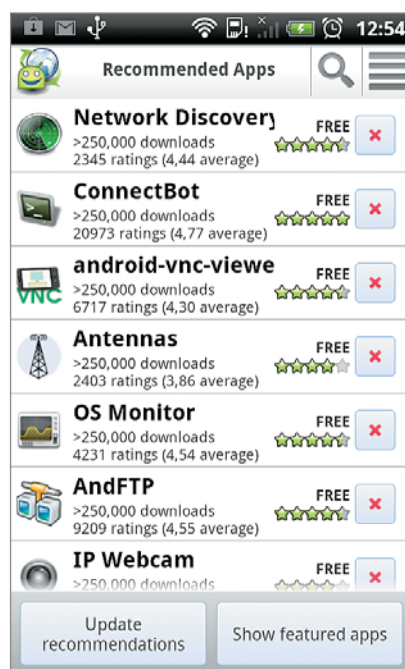 12:54
Recommended Apps
Network Discovery
FREE
>250,000 downloads
2345 ratings (4,44 average)
ConnectBot
FREE
>250,000 downloads
20973 ratings (4,77 average)
android-vnc-viewe
FREE
>250,000 downloads
VNC
6717 ratings (4,30 average)
Antennas
FREE
>250,000 downloads
2403 ratings (3,86 average)
OS Monitor
FREE
>250,000 downloads
4231 ratings (4,54 average)
AndFTP
FREE
>250,000 downloads
9209 ratings (4,55 average)
IP Webcam
FREE
>250,000 downloads
Update
recommendations
Show featured apps